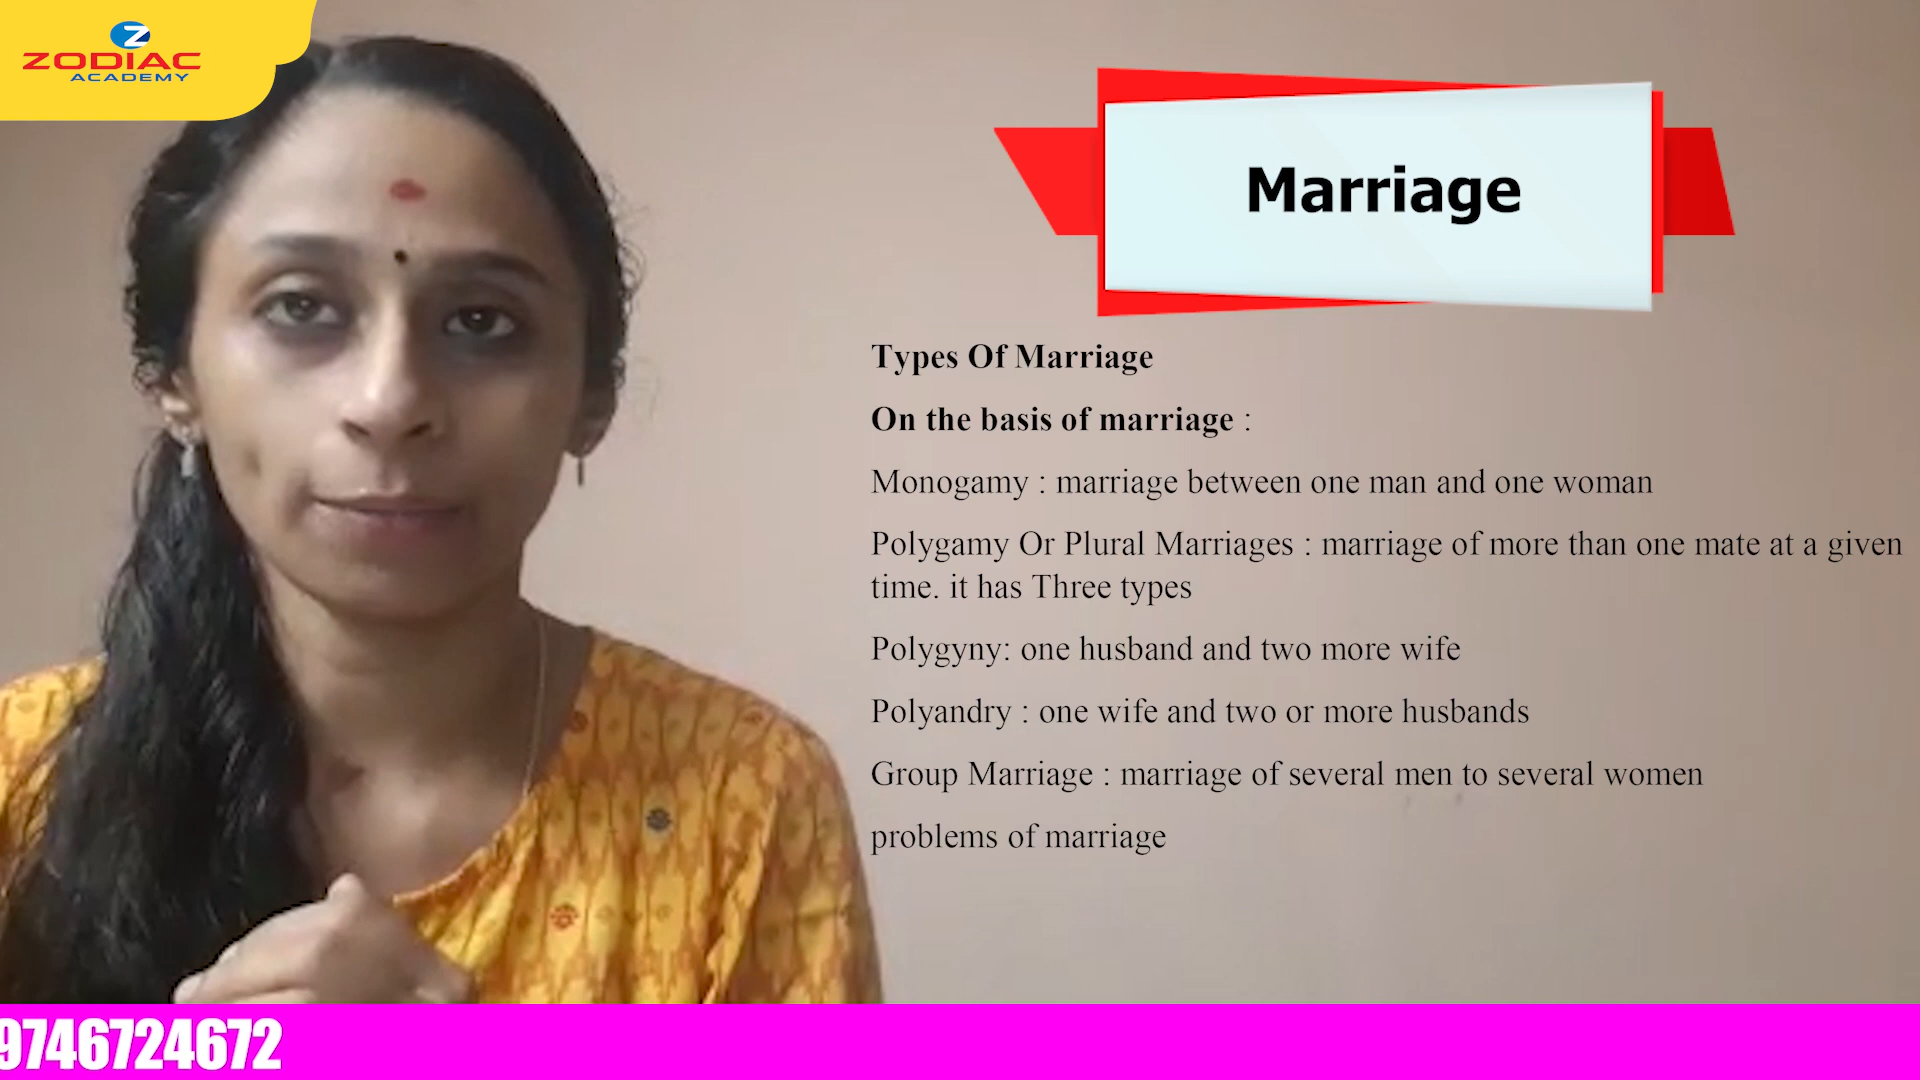 Z
ZODIAC
ACADEMY
Marriage
Types Of Marriage
On the basis of marriage :
Monogamy : marriage between one man and one woman
Polygamy Or Plural Marriages : marriage of more than one mate at a given
time. it has Three types
Polygyny: one husband and two more wife
Polyandry : one wife and two or more husbands
Group Marriage : marriage of several men to several women
problems of marriage
9746724672